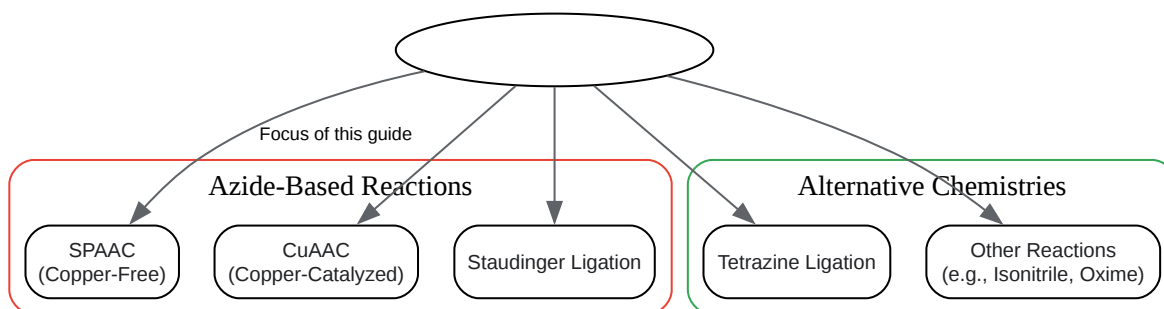 Focus of this guide
Azide-Based Reactions
Alternative Chemistries
SPAAC
(Copper-Free)
CuAAC
(Copper-Catalyzed)
Staudinger Ligation
Tetrazine Ligation
Other Reactions
(e.g., Isonitrile, Oxime)